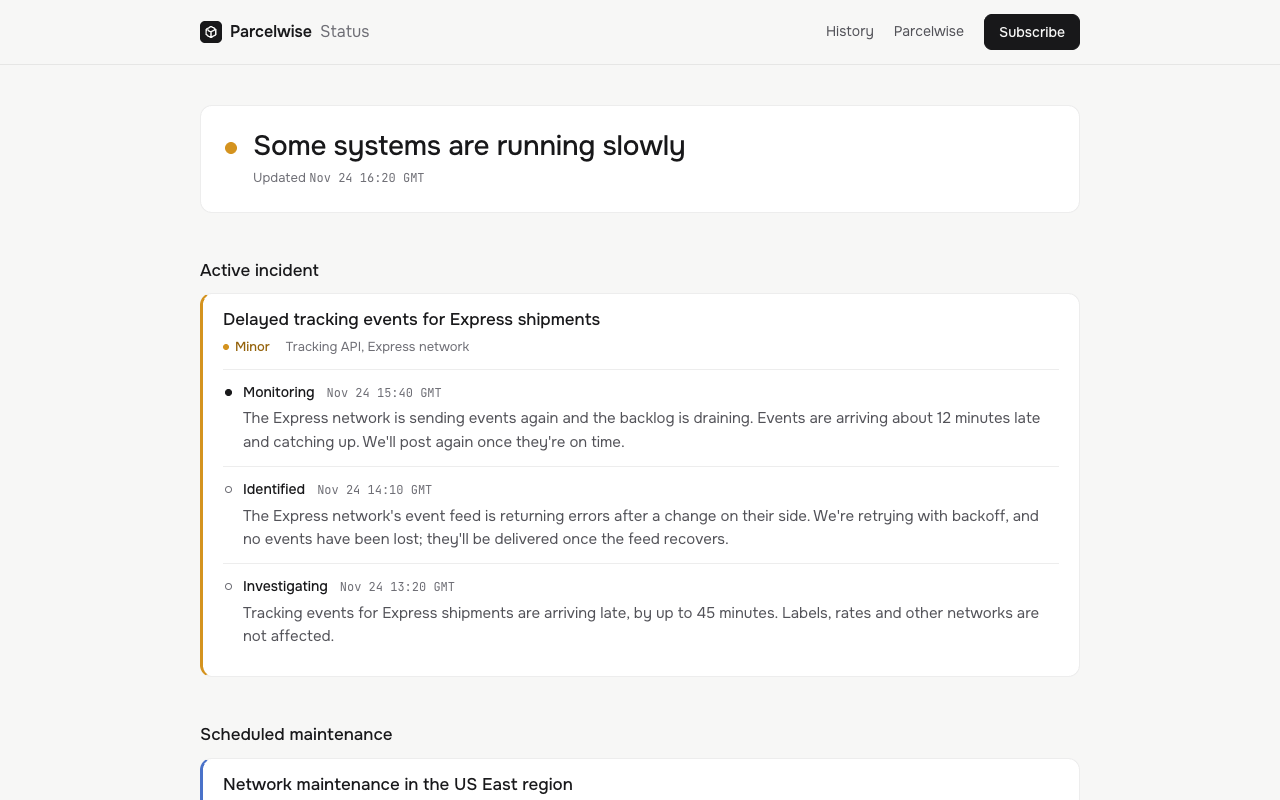 Parcelwise Status
History
Parcelwise
Subscribe
Some systems are running slowly
Updated Nov 24 16:20 GMT
Active incident
Delayed tracking events for Express shipments
Minor Tracking API, Express network
Monitoring Nov 24 15:40 GMT
The Express network is sending events again and the backlog is draining. Events are arriving about 12 minutes late
and catching up. We'll post again once they're on time.
Identified Nov 24 14:10 GMT
The Express network's event feed is returning errors after a change on their side. We're retrying with backoff, and
no events have been lost; they'll be delivered once the feed recovers.
Investigating Nov 24 13:20 GMT
Tracking events for Express shipments are arriving late, by up to 45 minutes. Labels, rates and other networks are
not affected.
Scheduled maintenance
Network maintenance in the US East region